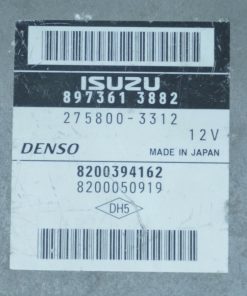 ISUZU
897361 3882
275800-3312
12V
DENSO MADE IN JAPAN
8200394162
8200050919
DH5